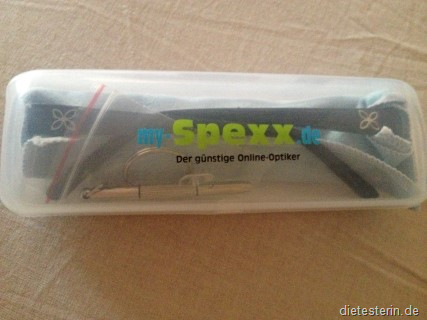 my-Spexx.de
Der günstige Online-Optiker
dietesterin.de